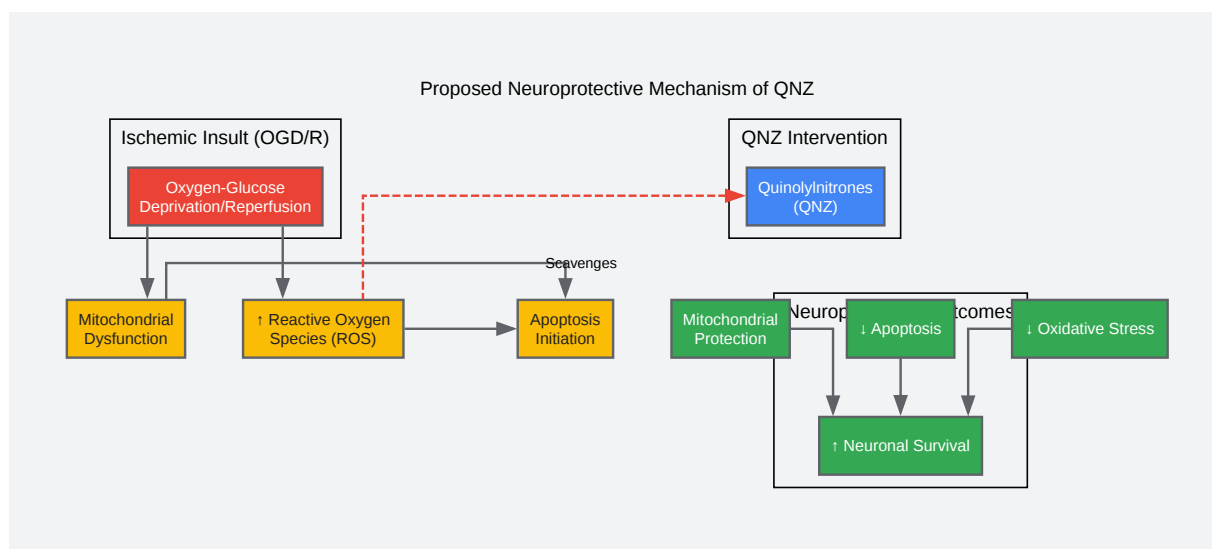 Proposed Neuroprotective Mechanism of QNZ
Ischemic Insult (OGD/R)
Oxygen-Glucose
Deprivation/Reperfusion
QNZ Intervention
Quinolylnitrones
(QNZ)
Scavenges
Mitochondrial
Dysfunction
↑ Reactive Oxygen
Species (ROS)
Apoptosis
Initiation
Mitochondrial
Protection
↓ Apoptosis
↓ Oxidative Stress
↑ Neuronal Survival